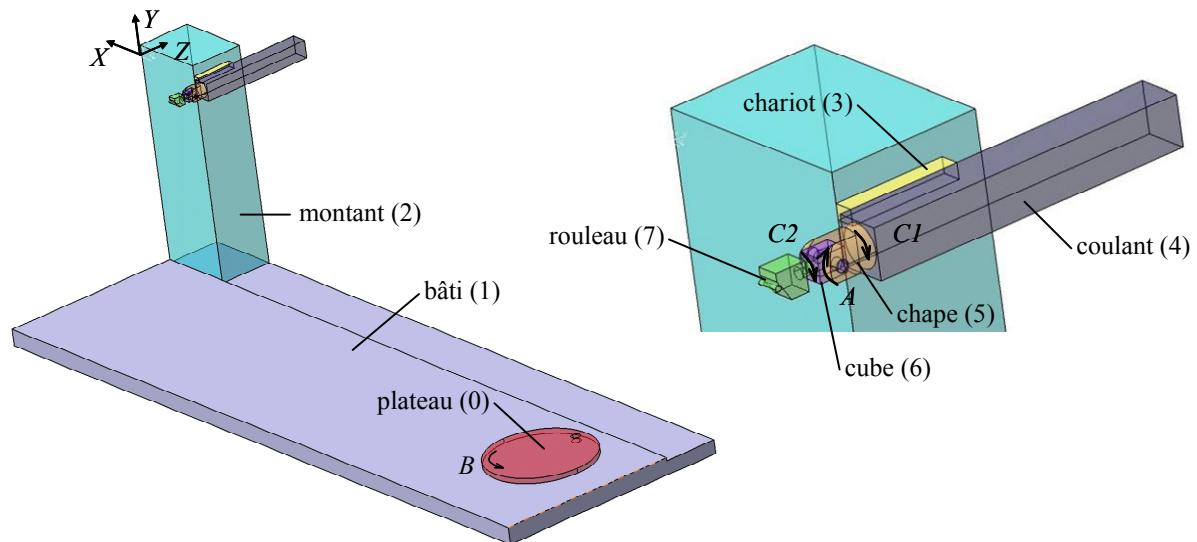 Y
X
Z
montant (2)
bâti (1)
plateau (0)
B
chariot (3)
rouleau (7)
C2
C1
coulant (4)
A
chape (5)
cube (6)